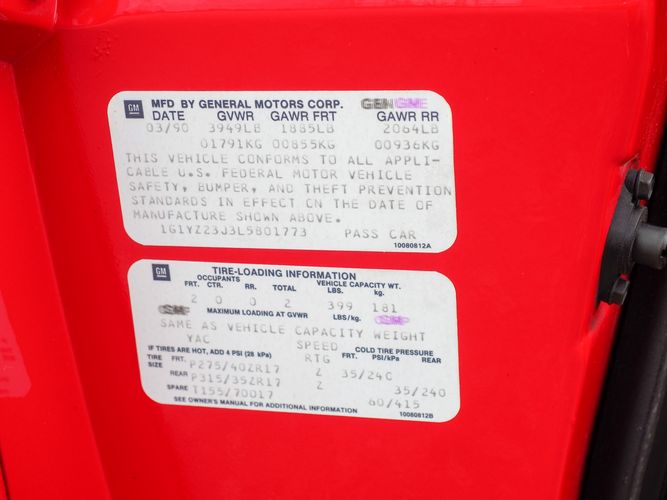 GM MFD BY GENERAL MOTORS CORP. GENUINE
DATE GVWR GAWR FRT GAWR RR
03/90 3949LB 1885LB 2064LB
01791KG 00855KG 00936KG
THIS VEHICLE CONFORMS TO ALL APPLI-
CABLE U.S. FEDERAL MOTOR VEHICLE
SAFETY, BUMPER, AND THEFT PREVENTION
STANDARDS IN EFFECT ON THE DATE OF
MANUFACTURE SHOWN ABOVE.
1G1YZ23J3L5801773 PASS CAR
10080812A
GM TIRE-LOADING INFORMATION
OCCUPANTS VEHICLE CAPACITY WT.
FRT. CTR. RR. TOTAL LBS. kg.
2 0 0 2 399 181
MAXIMUM LOADING AT GVWR LBS/kg.
SAME AS VEHICLE CAPACITY WEIGHT
YAC SPEED COLD TIRE PRESSURE
IF TIRES ARE HOT, ADD 4 PSI (28 kPa) RTG FRT. PSI/kPa REAR
TIRE SIZE FRT. P275/40ZR17 Z 35/240
REAR P315/35ZR17 Z 35/240
SPARE T155/70D17 60/415
SEE OWNER'S MANUAL FOR ADDITIONAL INFORMATION
10080812B